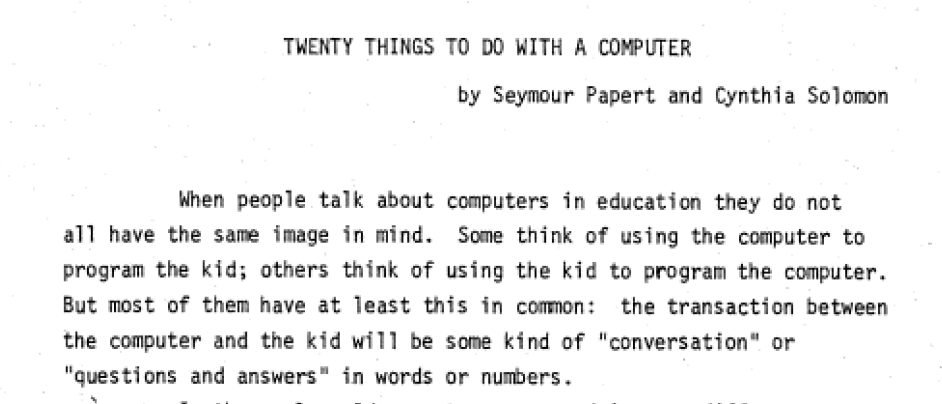 TWENTY THINGS TO DO WITH A COMPUTER
by Seymour Papert and Cynthia Solomon
When people talk about computers in education they do not
all have the same image in mind. Some think of using the computer to
program the kid; others think of using the kid to program the computer.
But most of them have at least this in common: the transaction between
the computer and the kid will be some kind of "conversation" or
"questions and answers" in words or numbers.